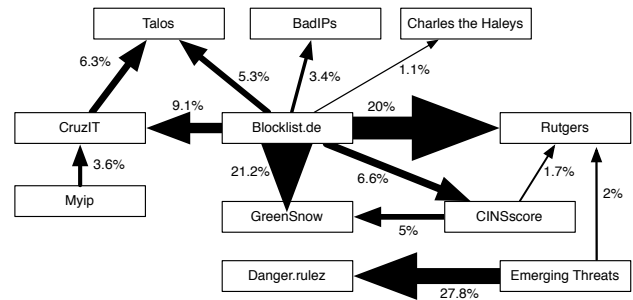 Talos
BadIPs
Charles the Haleys
6.3%
5.3%
3.4%
1.1%
9.1%
20%
CruzIT
Blocklist.de
Rutgers
3.6%
21.2%
6.6%
1.7%
2%
Myip
GreenSnow
CINSscore
5%
Danger.rulez
Emerging Threats
27.8%